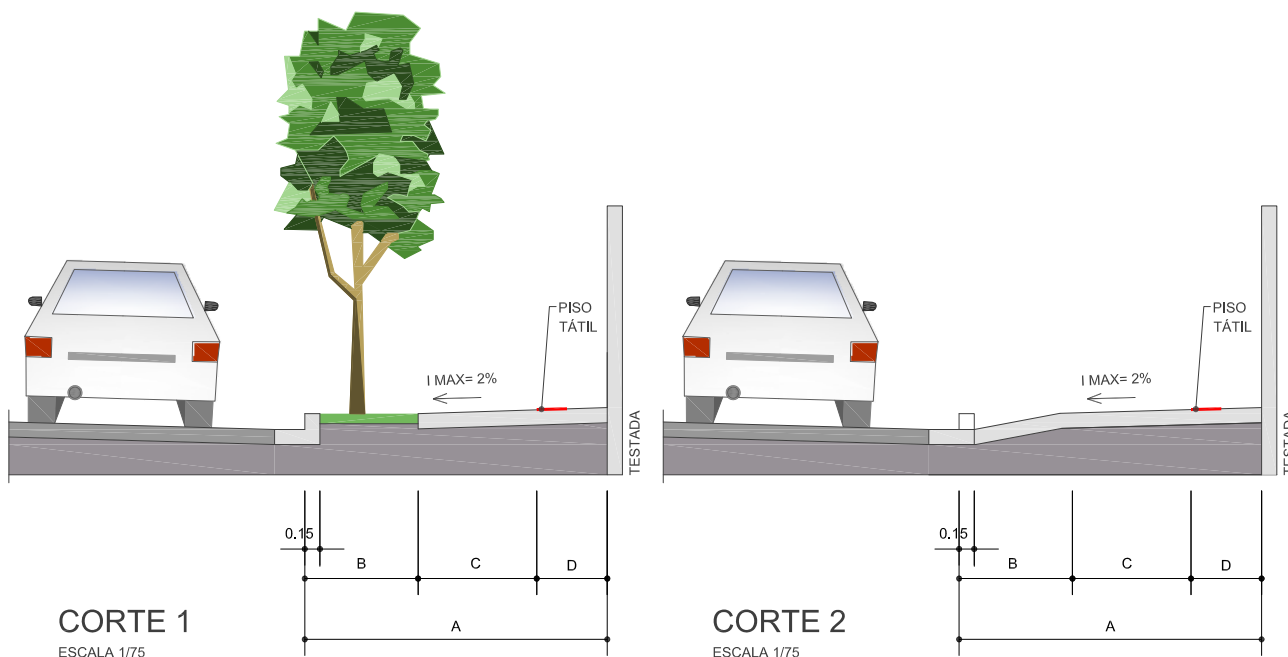 PISO
TÁTIL
I MAX= 2%
TESTADA
0.15
B
C
D
A
CORTE 1
ESCALA 1/75
PISO
TÁTIL
I MAX= 2%
TESTADA
0.15
B
C
D
A
CORTE 2
ESCALA 1/75